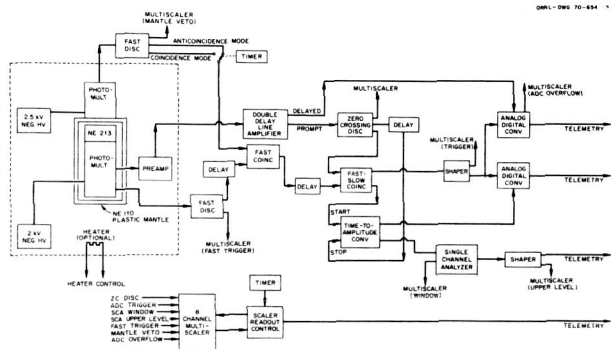 ORNL-DWG 70-654
MULTISCALER
(MANTLE VETO)
FAST
DISC
ANTICOINCIDENCE MODE
COINCIDENCE MODE
TIMER
PHOTO-
MULT
2.5 kV
NEG HV
NE 213
PHOTO-
MULT
PREAMP
NE 110
PLASTIC MANTLE
2 kV
NEG HV
HEATER
(OPTIONAL)
HEATER CONTROL
DOUBLE
DELAY
LINE
AMPLIFIER
DELAYED
PROMPT
MULTISCALER
ZERO
CROSSING
DISC
DELAY
FAST
COINC
DELAY
FAST
DISC
MULTISCALER
(FAST TRIGGER)
DELAY
FAST-
SLOW
COINC
START
TIME-TO-
AMPLITUDE
CONV
STOP
MULTISCALER
(TRIGGER)
SHAPER
ANALOG
DIGITAL
CONV
MULTISCALER
(ADC OVERFLOW)
TELEMETRY
ANALOG
DIGITAL
CONV
TELEMETRY
SINGLE
CHANNEL
ANALYZER
MULTISCALER
(WINDOW)
SHAPER
MULTISCALER
(UPPER LEVEL)
TELEMETRY
ZC DISC
ADC TRIGGER
SCA WINDOW
SCA UPPER LEVEL
FAST TRIGGER
MANTLE VETO
ADC OVERFLOW
8
CHANNEL
MULTI-
SCALER
TIMER
SCALER
READOUT
CONTROL
TELEMETRY